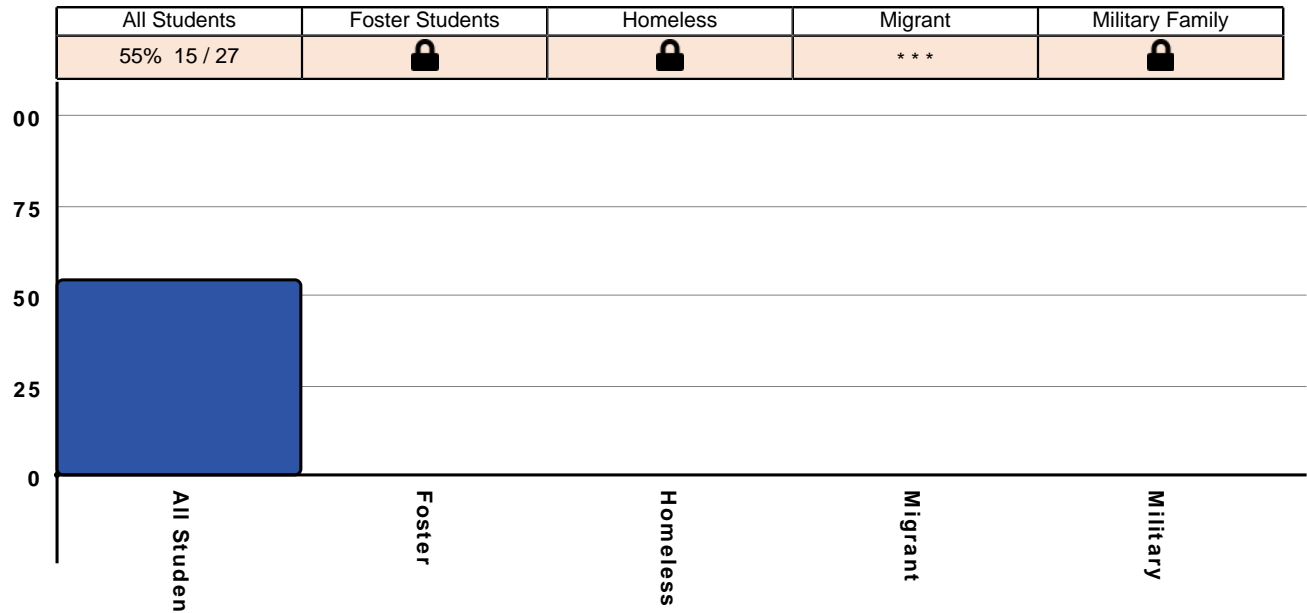 All Students Foster Students Homeless Migrant Military Family
55% 15 / 27 * * *
00
75
50
25
0
All Studen
Foster
Homeless
Migrant
Military